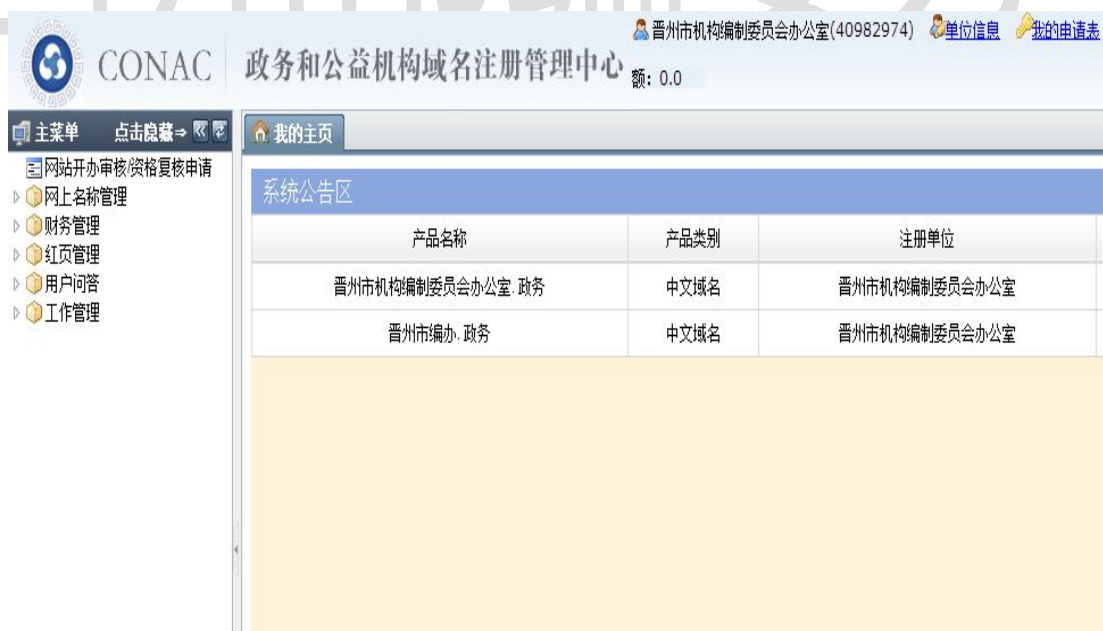 晋州市机构编制委员会办公室(40982974) 单位信息 我的申请表
CONAC 政务和公益机构域名注册管理中心
额: 0.0
主菜单 点击隐藏⇒
我的主页
网站开办审核/资格复核申请
网上名称管理
财务管理
红页管理
用户问答
工作管理
系统公告区
产品名称 产品类别 注册单位
晋州市机构编制委员会办公室.政务 中文域名 晋州市机构编制委员会办公室
晋州市编办.政务 中文域名 晋州市机构编制委员会办公室